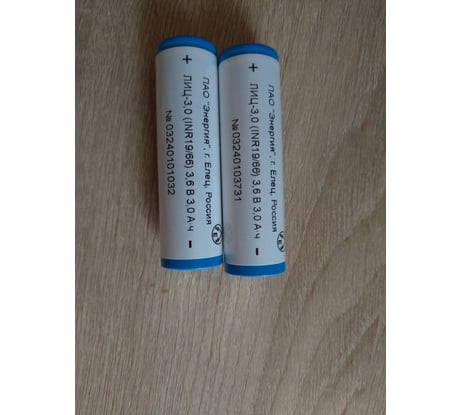 +
ПАО "Энергия", г. Елец, Россия
ЛИЦ-3,0 (INR19/66) 3,6 В 3,0 А·ч
№ 03240101032
-
+
ПАО "Энергия", г. Елец, Россия
ЛИЦ-3,0 (INR19/66) 3,6 В 3,0 А·ч
№ 03240103731
-